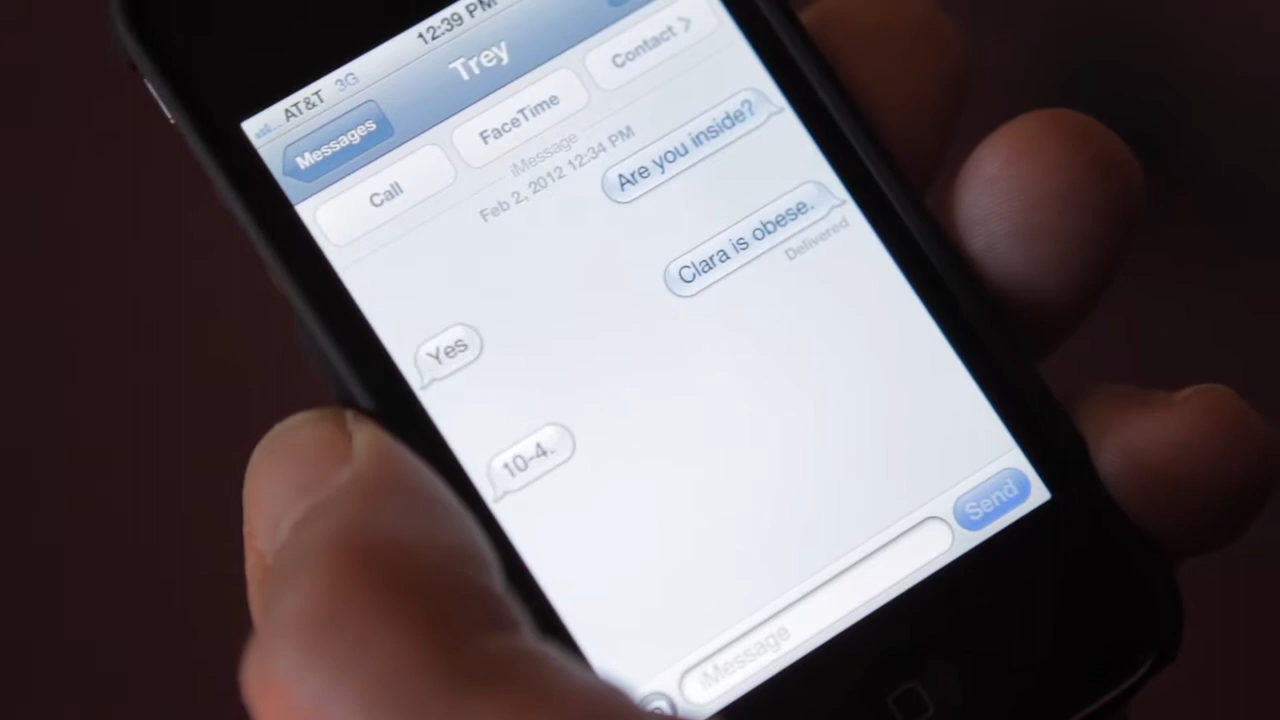 AT&T 3G 12:39 PM
Messages Trey
Call FaceTime Contact
iMessage
Feb 2, 2012 12:34 PM
Are you inside?
Clara is obese.
Delivered
Yes
10-4.
iMessage Send